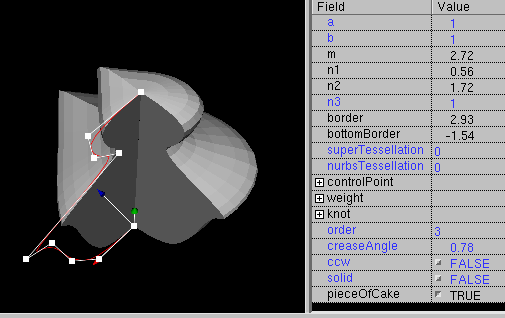 Field Value
a 1
b 1
m 2.72
n1 0.56
n2 1.72
n3 1
border 2.93
bottomBorder -1.54
superTessellation 0
nurbsTessellation 0
controlPoint
weight
knot
order 3
creaseAngle 0.78
ccw FALSE
solid FALSE
pieceOfCake TRUE